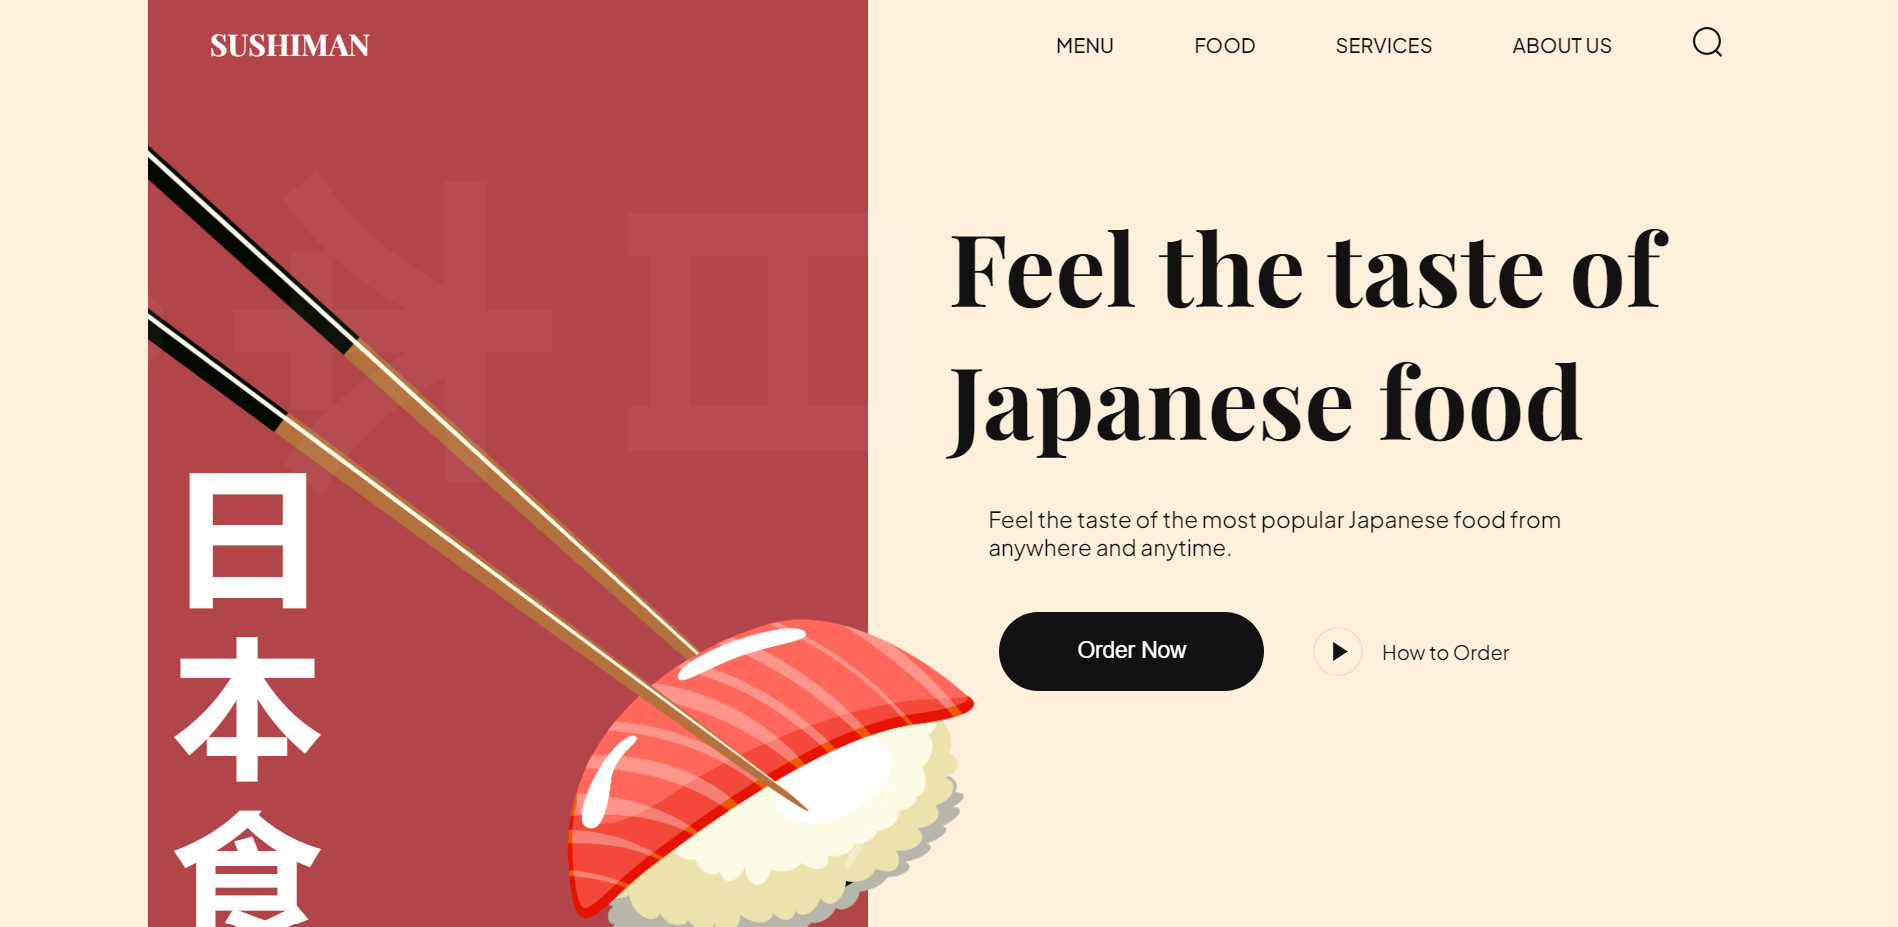 SUSHIMAN
MENU
FOOD
SERVICES
ABOUT US
Feel the taste of
Japanese food
Feel the taste of the most popular Japanese food from
anywhere and anytime.
Order Now
How to Order
日
本
食